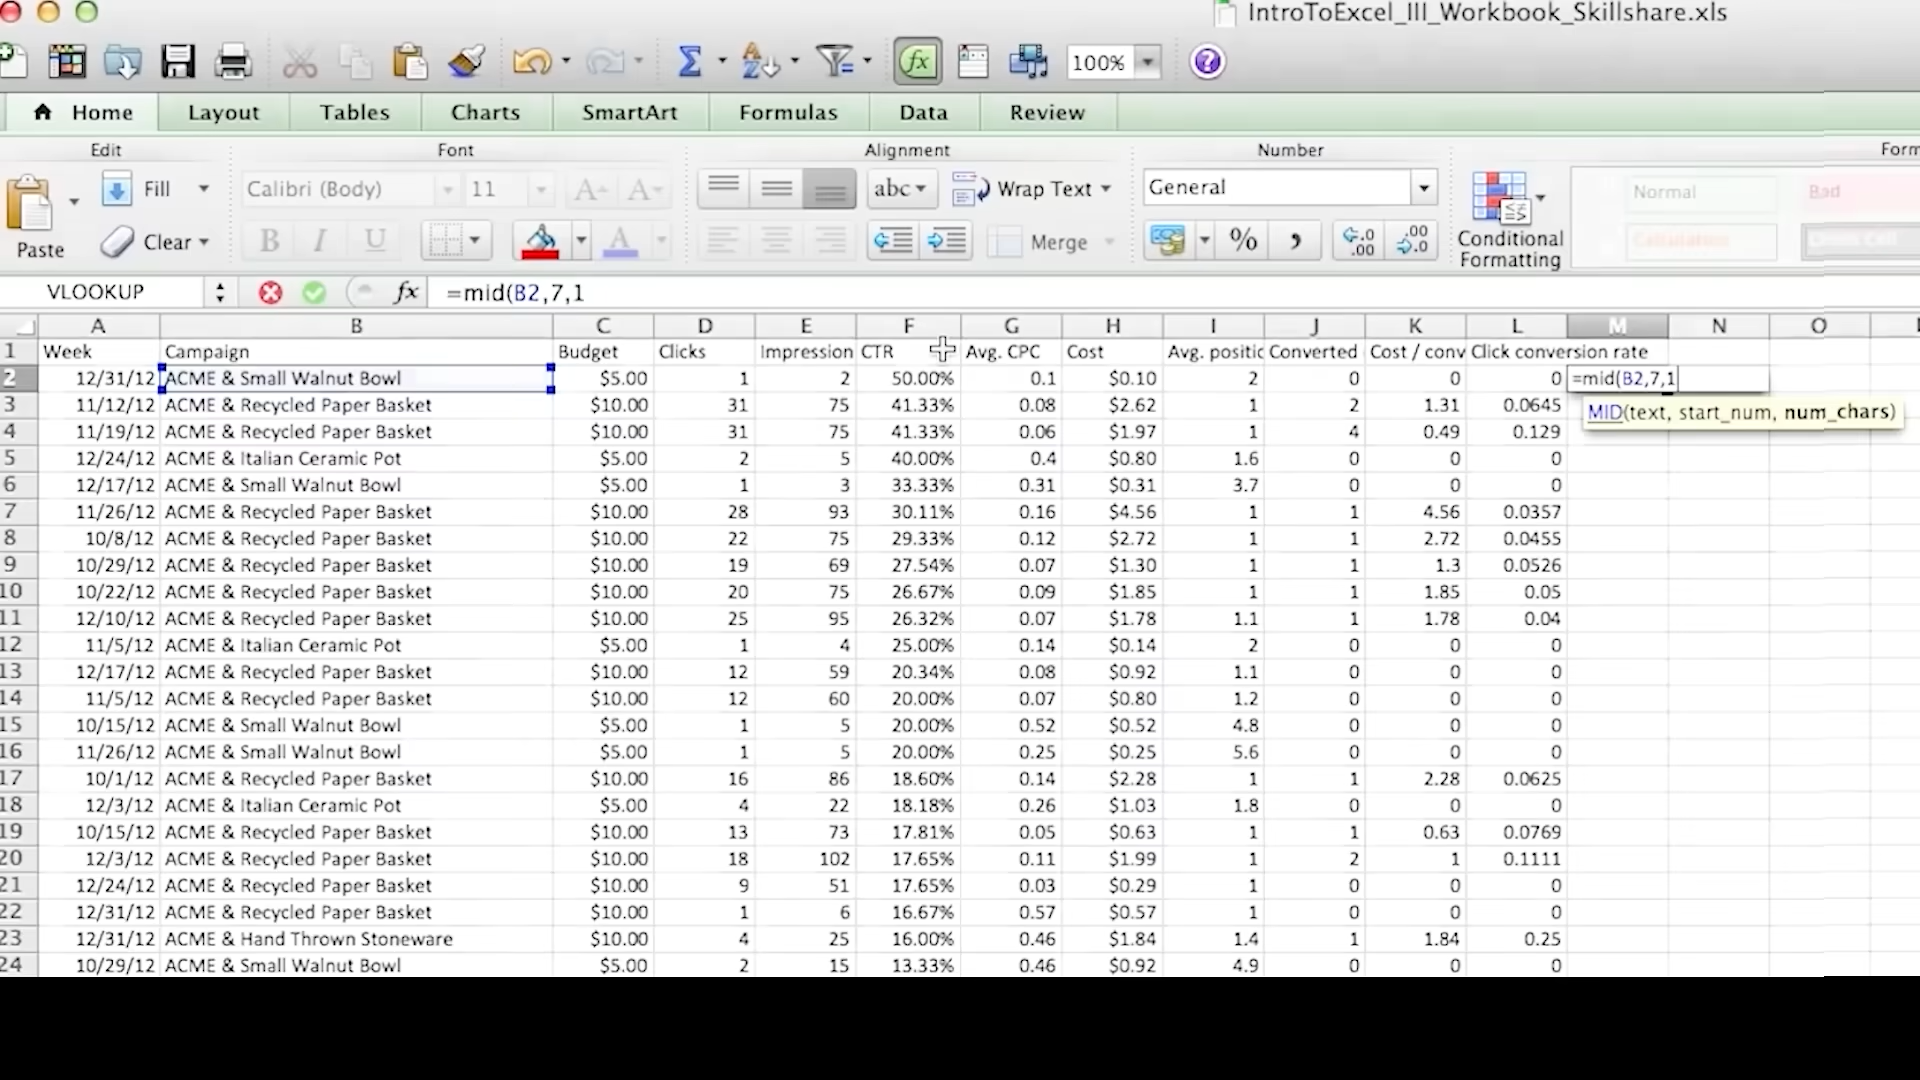 IntroToExcel_III_Workbook_Skillshare.xls
100%
Home Layout Tables Charts SmartArt Formulas Data Review
Edit Font Alignment Number Form
Fill Calibri (Body) 11 A A abc Wrap Text General Normal Bad
Paste Clear B I U A Merge % , .00 .0 Conditional Formatting Calculation
VLOOKUP fx =mid(B2,7,1
A B C D E F G H I J K L M N O
1 Week Campaign Budget Clicks Impression CTR Avg. CPC Cost Avg. positic Converted Cost / conv Click conversion rate
2 12/31/12 ACME & Small Walnut Bowl $5.00 1 2 50.00% 0.1 $0.10 2 0 0 0 =mid(B2,7,1
3 11/12/12 ACME & Recycled Paper Basket $10.00 31 75 41.33% 0.08 $2.62 1 2 1.31 0.0645
MID(text, start_num, num_chars)
4 11/19/12 ACME & Recycled Paper Basket $10.00 31 75 41.33% 0.06 $1.97 1 4 0.49 0.129
5 12/24/12 ACME & Italian Ceramic Pot $5.00 2 5 40.00% 0.4 $0.80 1.6 0 0 0
6 12/17/12 ACME & Small Walnut Bowl $5.00 1 3 33.33% 0.31 $0.31 3.7 0 0 0
7 11/26/12 ACME & Recycled Paper Basket $10.00 28 93 30.11% 0.16 $4.56 1 1 4.56 0.0357
8 10/8/12 ACME & Recycled Paper Basket $10.00 22 75 29.33% 0.12 $2.72 1 1 2.72 0.0455
9 10/29/12 ACME & Recycled Paper Basket $10.00 19 69 27.54% 0.07 $1.30 1 1 1.3 0.0526
10 10/22/12 ACME & Recycled Paper Basket $10.00 20 75 26.67% 0.09 $1.85 1 1 1.85 0.05
11 12/10/12 ACME & Recycled Paper Basket $10.00 25 95 26.32% 0.07 $1.78 1.1 1 1.78 0.04
12 11/5/12 ACME & Italian Ceramic Pot $5.00 1 4 25.00% 0.14 $0.14 2 0 0 0
13 12/17/12 ACME & Recycled Paper Basket $10.00 12 59 20.34% 0.08 $0.92 1.1 0 0 0
14 11/5/12 ACME & Recycled Paper Basket $10.00 12 60 20.00% 0.07 $0.80 1.2 0 0 0
15 10/15/12 ACME & Small Walnut Bowl $5.00 1 5 20.00% 0.52 $0.52 4.8 0 0 0
16 11/26/12 ACME & Small Walnut Bowl $5.00 1 5 20.00% 0.25 $0.25 5.6 0 0 0
17 10/1/12 ACME & Recycled Paper Basket $10.00 16 86 18.60% 0.14 $2.28 1 1 2.28 0.0625
18 12/3/12 ACME & Italian Ceramic Pot $5.00 4 22 18.18% 0.26 $1.03 1.8 0 0 0
19 10/15/12 ACME & Recycled Paper Basket $10.00 13 73 17.81% 0.05 $0.63 1 1 0.63 0.0769
20 12/3/12 ACME & Recycled Paper Basket $10.00 18 102 17.65% 0.11 $1.99 1 2 1 0.1111
21 12/24/12 ACME & Recycled Paper Basket $10.00 9 51 17.65% 0.03 $0.29 1 0 0 0
22 12/31/12 ACME & Recycled Paper Basket $10.00 1 6 16.67% 0.57 $0.57 1 0 0 0
23 12/31/12 ACME & Hand Thrown Stoneware $10.00 4 25 16.00% 0.46 $1.84 1.4 1 1.84 0.25
24 10/29/12 ACME & Small Walnut Bowl $5.00 2 15 13.33% 0.46 $0.92 4.9 0 0 0